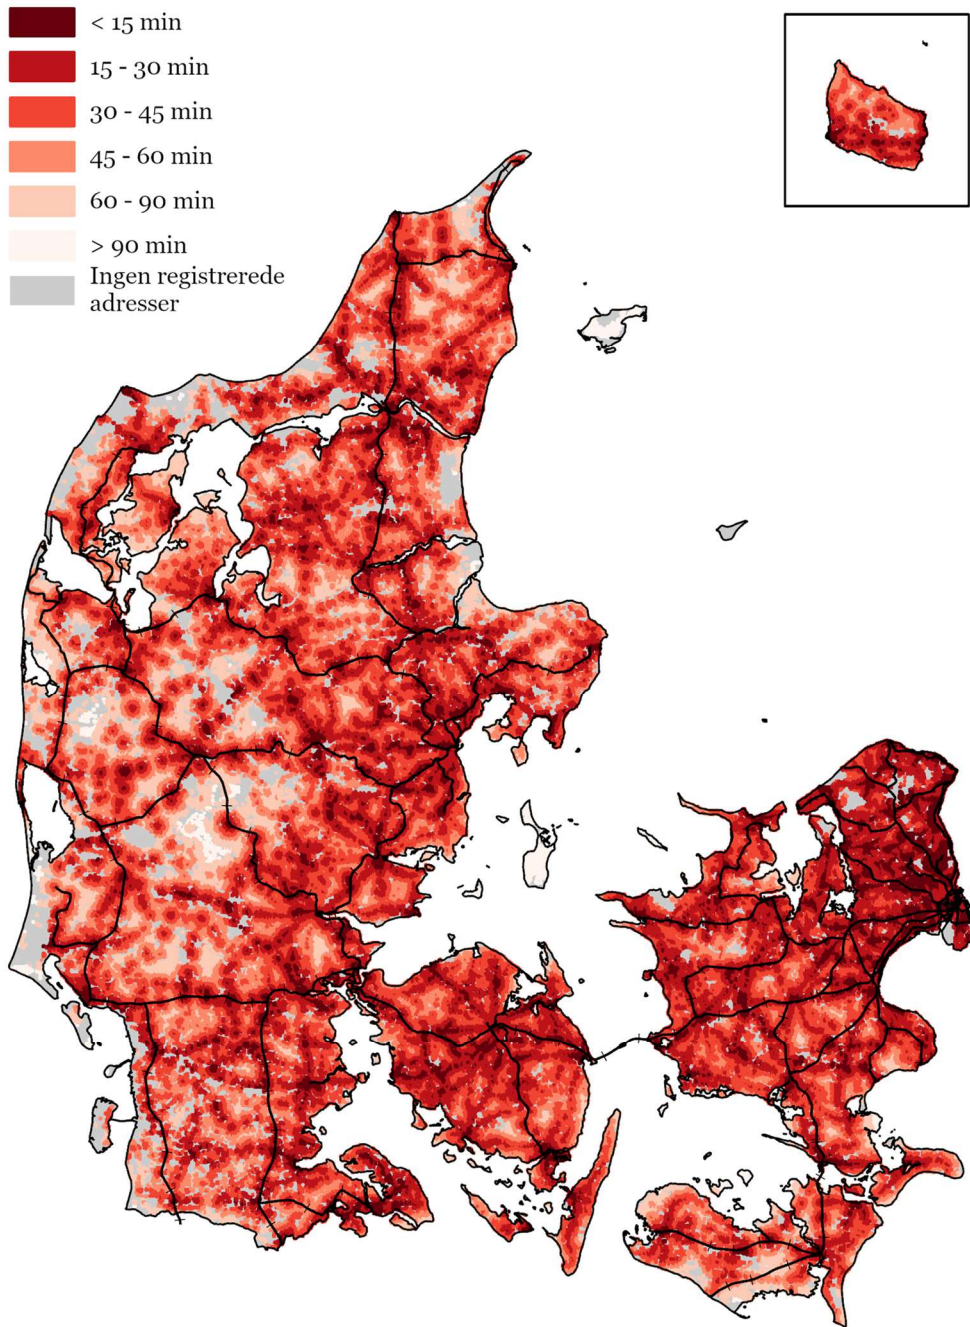 < 15 min
15 - 30 min
30 - 45 min
45 - 60 min
60 - 90 min
> 90 min
Ingen registrerede
adresser